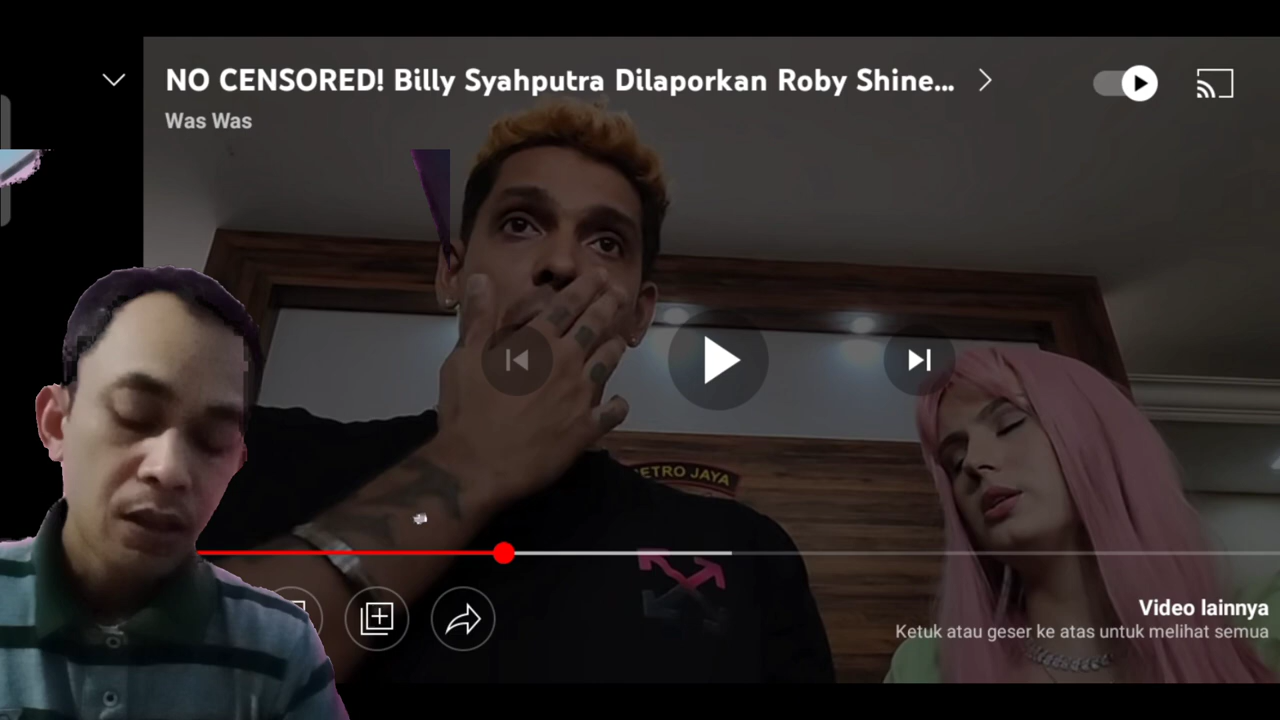 NO CENSORED! Billy Syahputra Dilaporkan Roby Shine...
Was Was
ETRO JAYA
Video lainnya
Ketuk atau geser ke atas untuk melihat semua